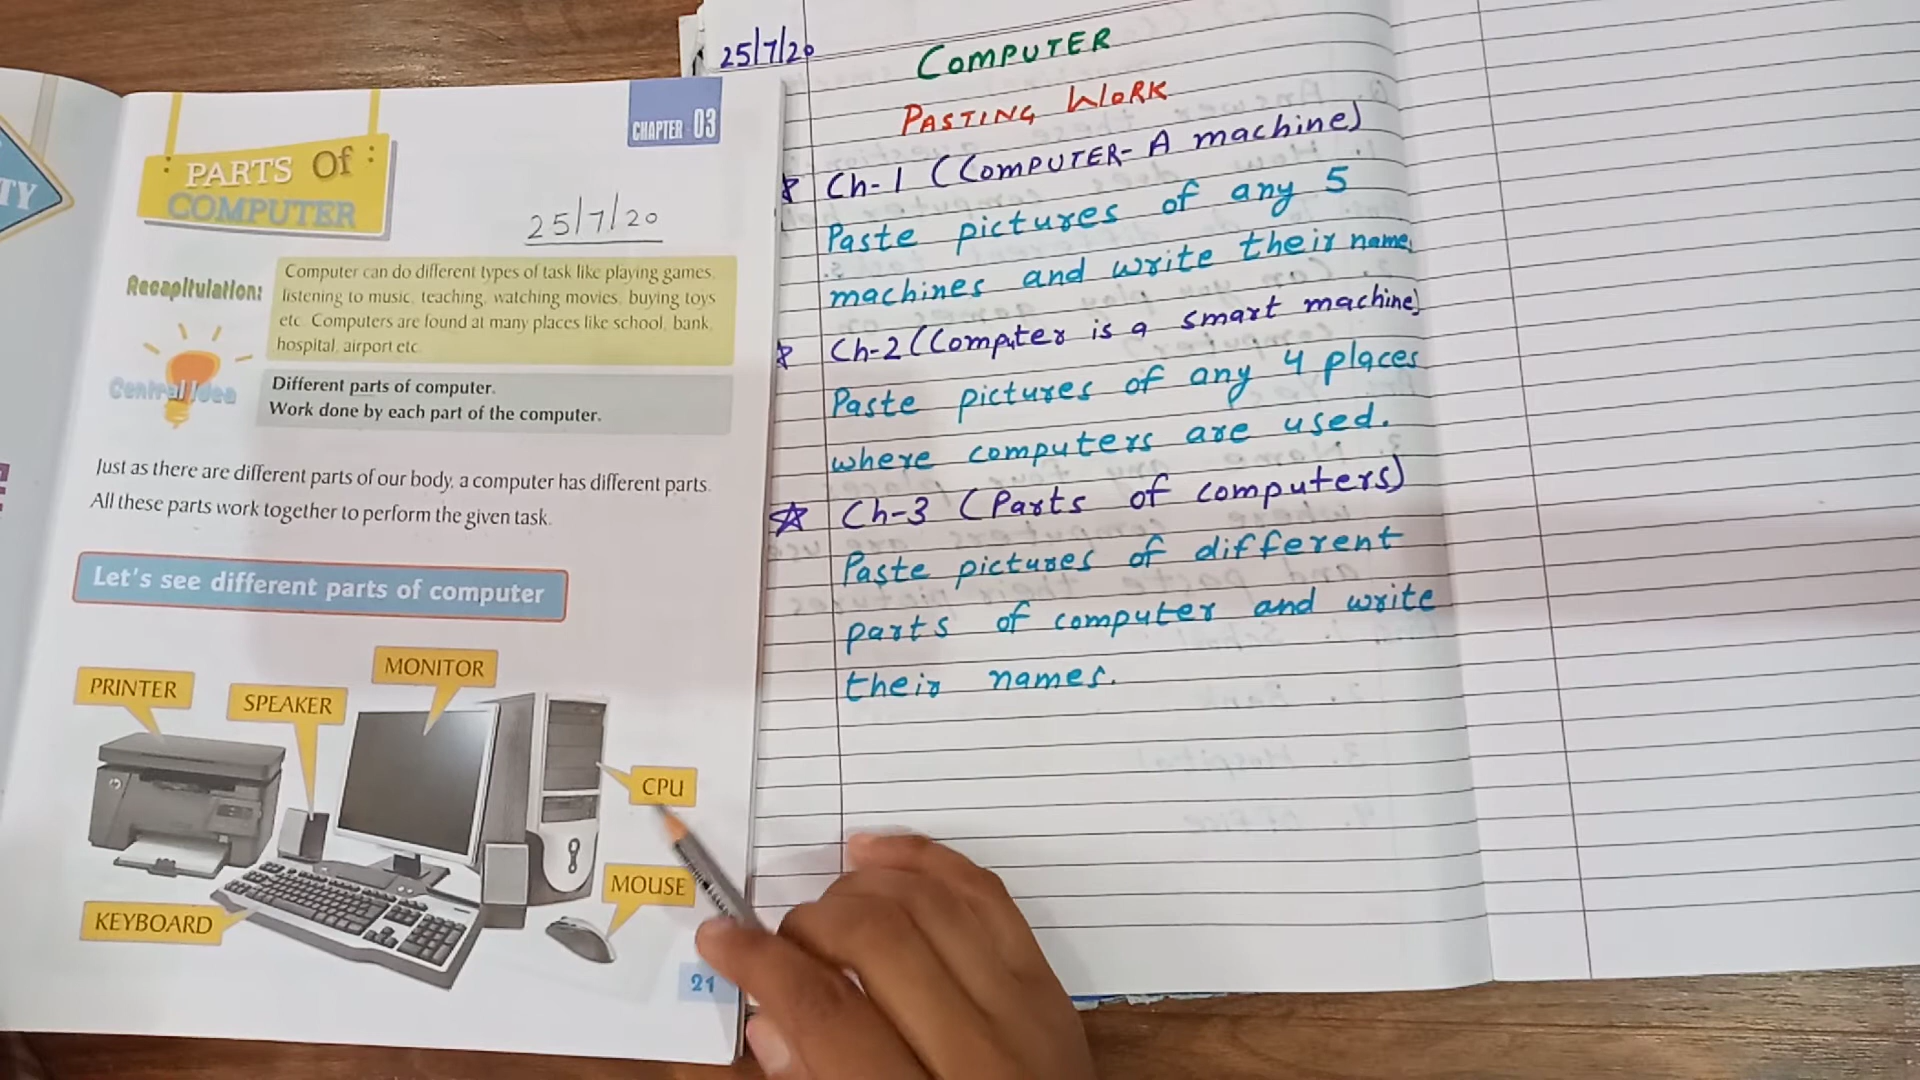 TY
CHAPTER 03
PARTS Of
COMPUTER
25/7/20
Recapitulation:
Computer can do different types of task like playing games,
listening to music, teaching, watching movies, buying toys
etc. Computers are found at many places like school, bank,
hospital, airport etc
Central Idea
Different parts of computer.
Work done by each part of the computer.
Just as there are different parts of our body, a computer has different parts.
All these parts work together to perform the given task.
Let's see different parts of computer
PRINTER
SPEAKER
MONITOR
CPU
MOUSE
KEYBOARD
21
25/7/20
COMPUTER
PASTING WORK
Ch-1 (COMPUTER- A machine)
Paste pictures of any 5
machines and write their name.
Ch-2 (Computer is a smart machine)
Paste pictures of any 4 places
where computers are used.
Ch-3 (Parts of computers)
Paste pictures of different
parts of computer and write
their names.